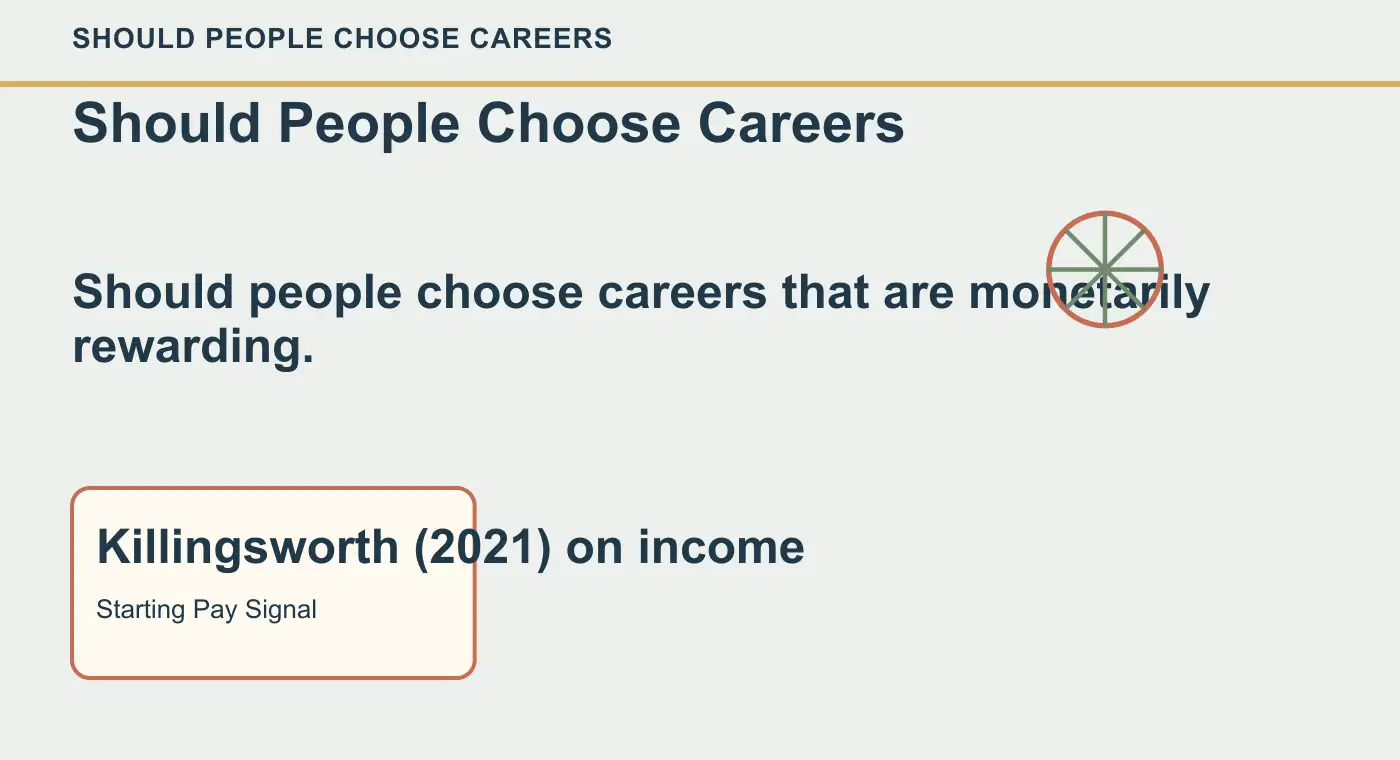 SHOULD PEOPLE CHOOSE CAREERS
Should People Choose Careers
Should people choose careers that are monetarily
rewarding.
Killingsworth (2021) on income
Starting Pay Signal